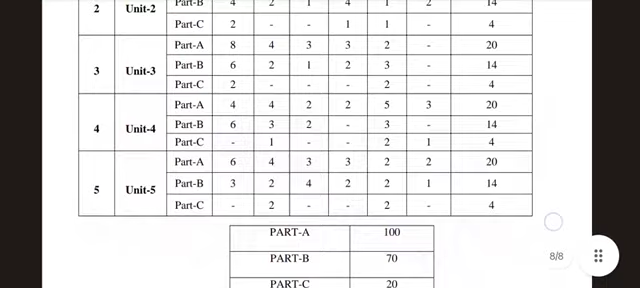 2 Unit-2 Part-B 4 2 1 4 1 2 14
Part-C 2 - - 1 1 - 4
3 Unit-3 Part-A 8 4 3 3 2 - 20
Part-B 6 2 1 2 3 - 14
Part-C 2 - - - 2 - 4
4 Unit-4 Part-A 4 4 2 2 5 3 20
Part-B 6 3 2 - 3 - 14
Part-C - 1 - - 2 1 4
5 Unit-5 Part-A 6 4 3 3 2 2 20
Part-B 3 2 4 2 2 1 14
Part-C - 2 - - 2 - 4
PART-A 100
PART-B 70
PART-C 20
8/8